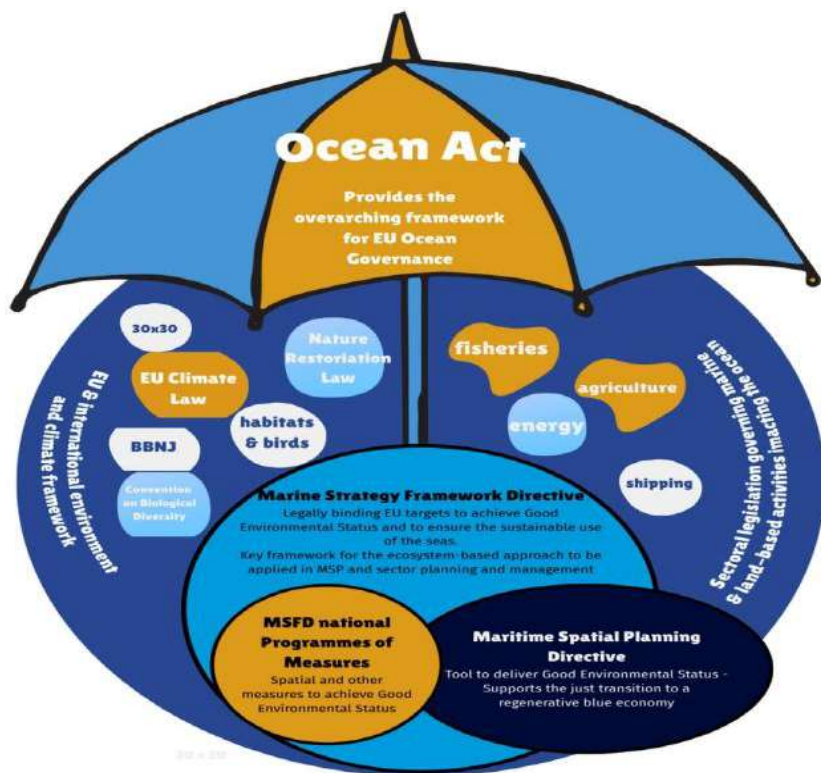 Ocean Act
Provides the
overarching framework
for EU Ocean
Governance
30x30
EU Climate
Law
BBNJ
Convention
on Biological
Diversity
Nature
Restoriation
Law
habitats
& birds
EU & international environment
and climate framework
fisheries
agriculture
energy
shipping
Sectoral legislation governing marine
& land-based activities imacting the ocean
Marine Strategy Framework Directive
Legally binding EU targets to achieve Good
Environmental Status and to ensure the sustainable use
of the seas.
Key framework for the ecosystem-based approach to be
applied in MSP and sector planning and management
MSFD national
Programmes of
Measures
Spatial and other
measures to achieve Good
Environmental Status
Maritime Spatial Planning
Directive
Tool to deliver Good Environmental Status -
Supports the just transition to a
regenerative blue economy